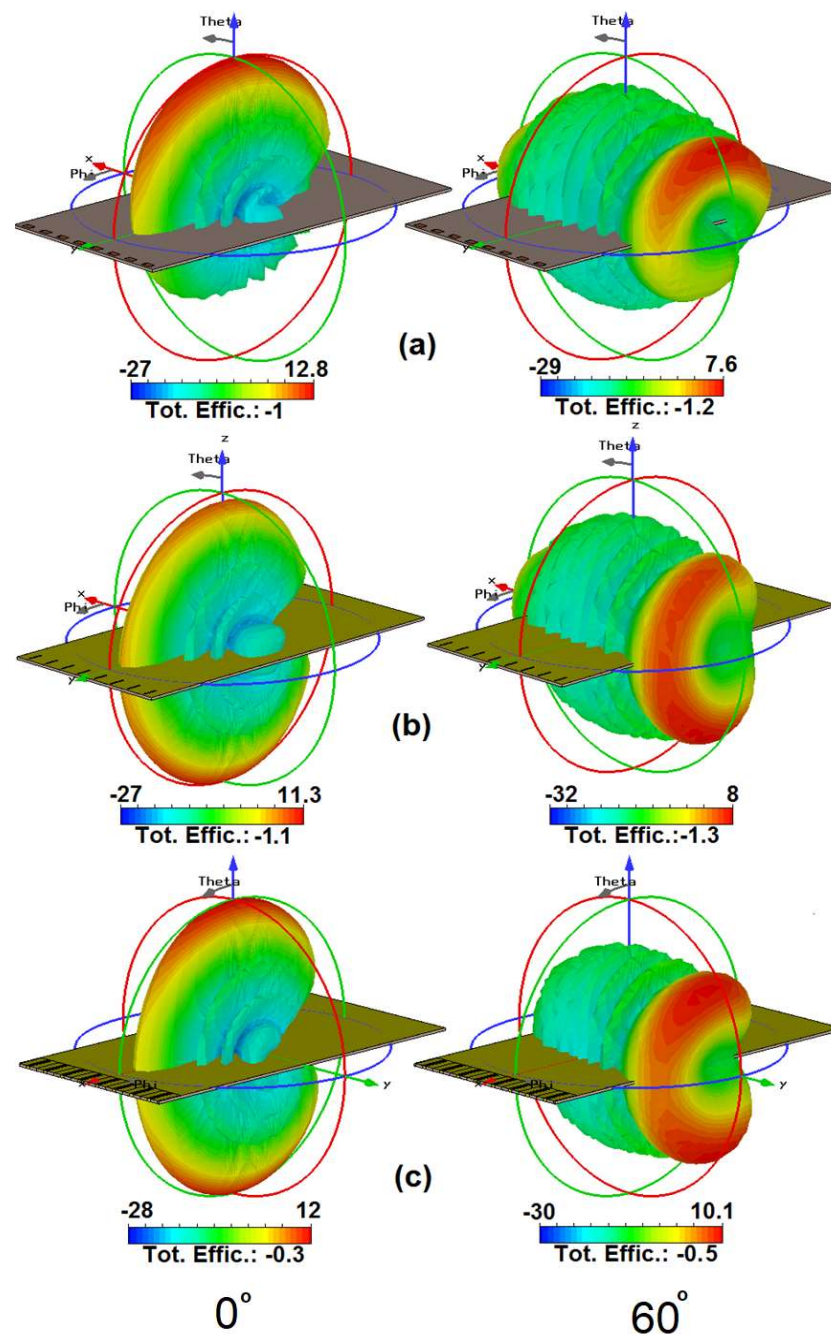 Theta
Theta
x
Phi
y
x
Phi
y
(a)
-27 12.8
Tot. Effic.: -1
-29 7.6
Tot. Effic.: -1.2
z
Theta
x
Phi
y
z
Theta
x
Phi
y
(b)
-27 11.3
Tot. Effic.: -1.1
-32 8
Tot. Effic.: -1.3
Theta
x
Phi
y
Theta
x
Phi
y
(c)
-28 12
Tot. Effic.: -0.3
-30 10.1
Tot. Effic.: -0.5
0° 60°